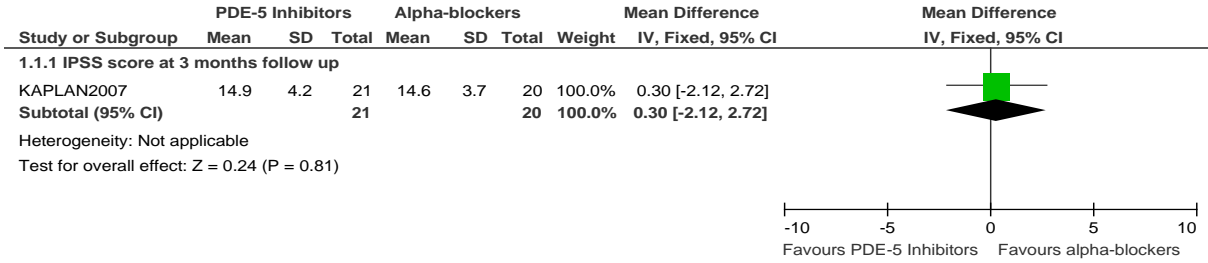 PDE-5 Inhibitors Alpha-blockers Mean Difference Mean Difference
Study or Subgroup Mean SD Total Mean SD Total Weight IV, Fixed, 95% CI IV, Fixed, 95% CI
1.1.1 IPSS score at 3 months follow up
KAPLAN2007 14.9 4.2 21 14.6 3.7 20 100.0% 0.30 [-2.12, 2.72]
Subtotal (95% CI) 21 20 100.0% 0.30 [-2.12, 2.72]
Heterogeneity: Not applicable
Test for overall effect: Z = 0.24 (P = 0.81)
-10 -5 0 5 10
Favours PDE-5 Inhibitors Favours alpha-blockers